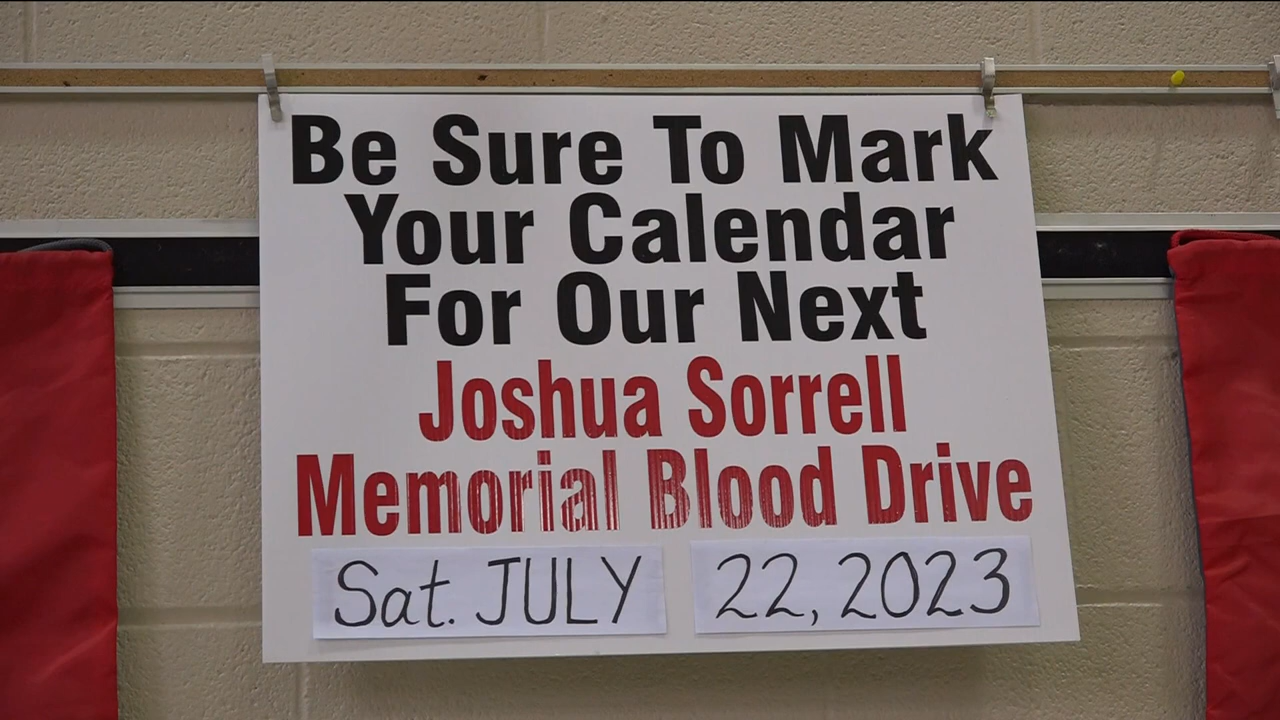 Be Sure To Mark
Your Calendar
For Our Next
Joshua Sorrell
Memorial Blood Drive
Sat. JULY 22, 2023